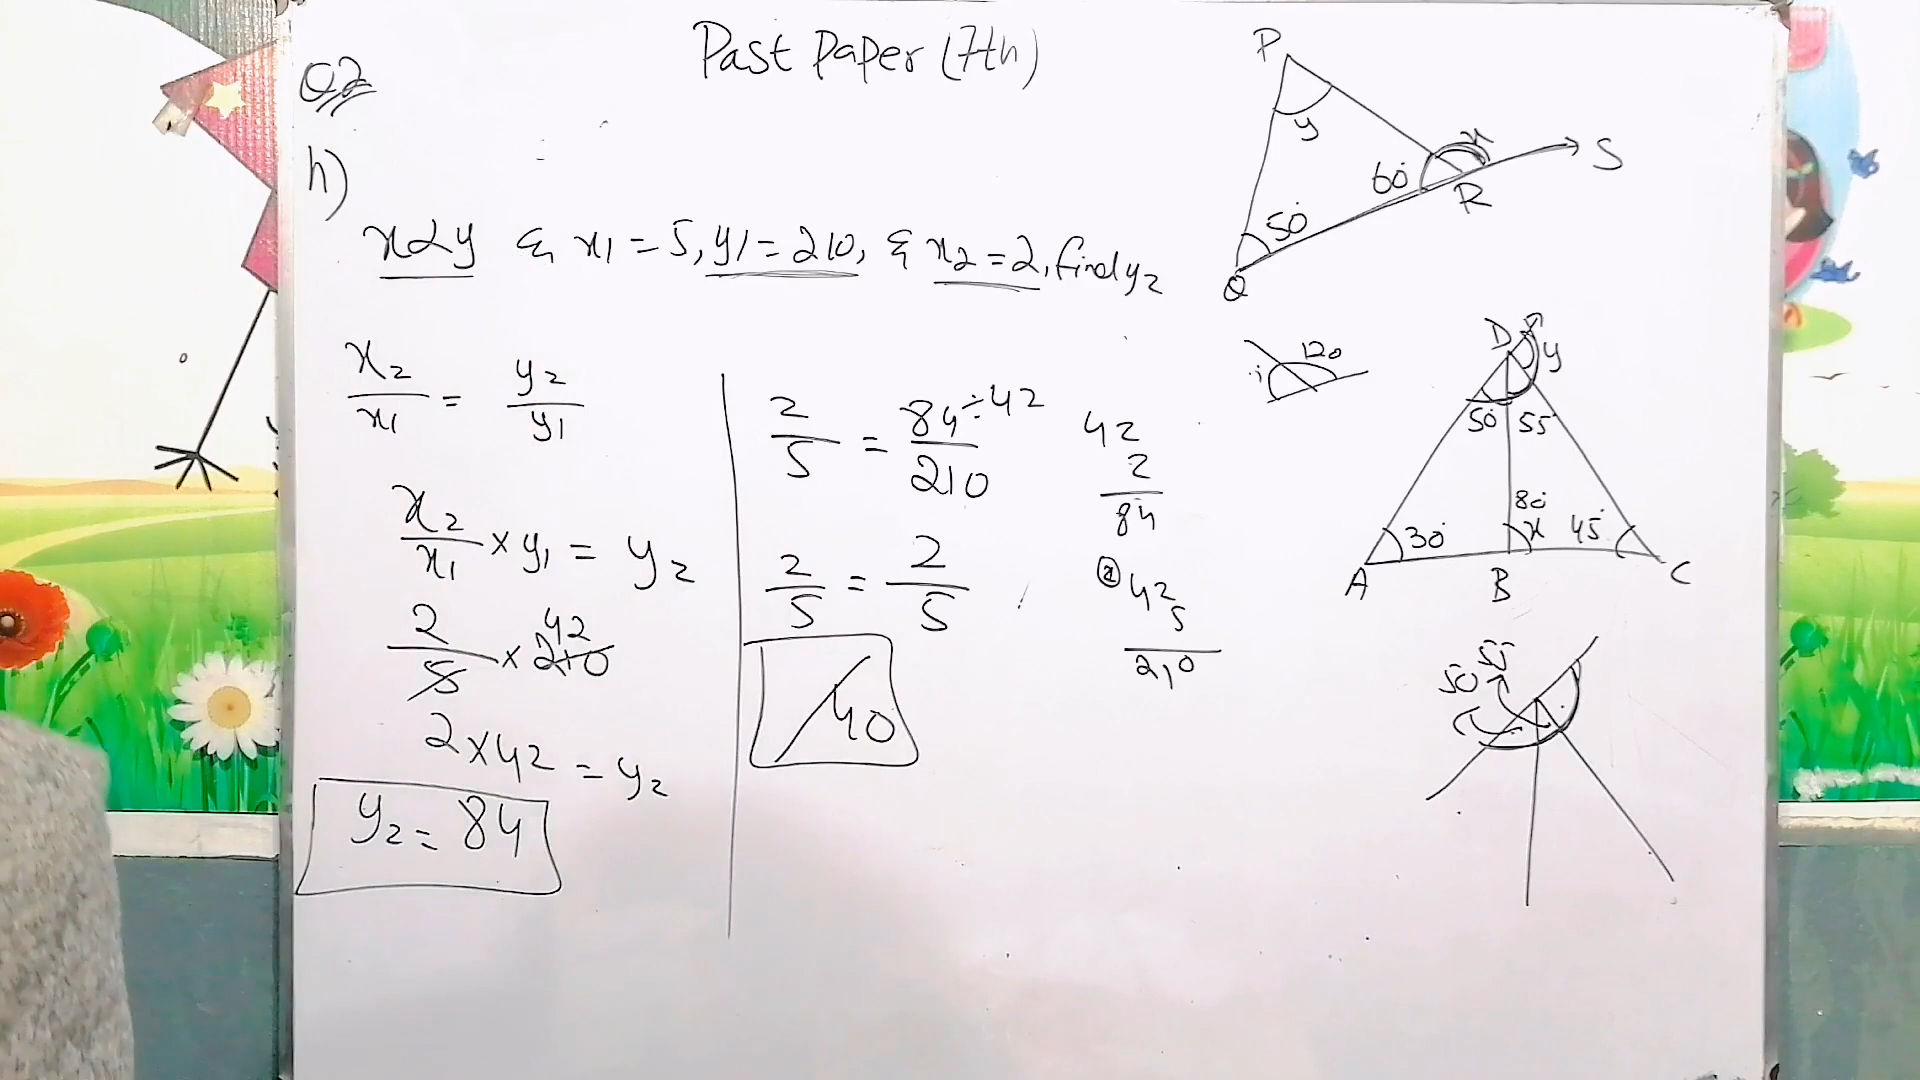 Past Paper (7th)
Q2
h)
x∝y & x1 = 5, y1 = 210, & x2 = 2, find y2
x2/x1 = y2/y1
x2/x1 × y1 = y2
2/5 × 210 42
2×42 = y2
y2 = 84
2/5 = 84÷42/210
2/5 = 2/5
40
42
2
84
42
5
210
P
y
x
60°
S
R
50°
Q
120
D
y
50° 55°
80°
30° x 45°
A B C
50 55